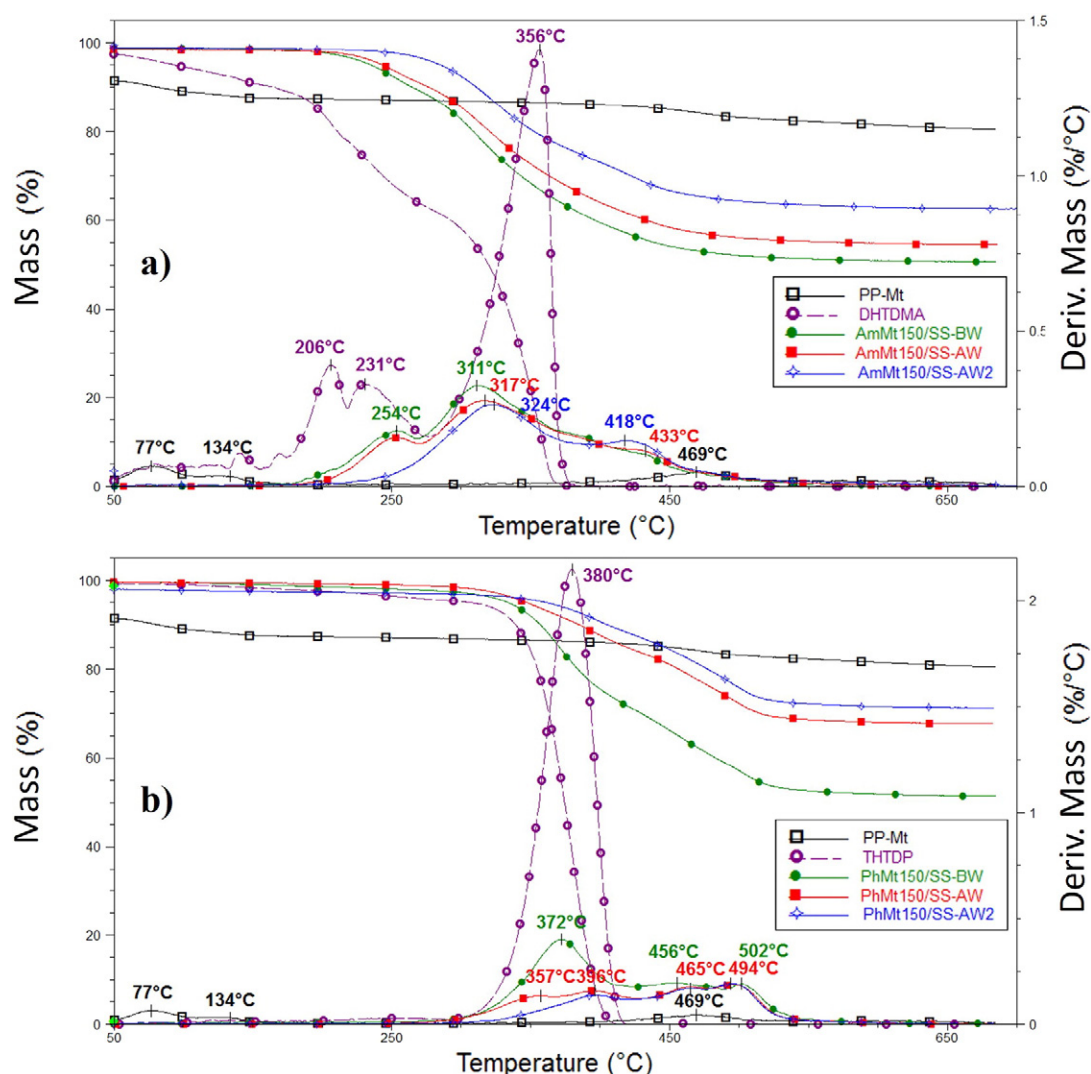 1.5
100
356°C
80
1.0
Mass (%)
60
a)
Deriv. Mass (%/°C)
PP-Mt
DHTDMA
AmMt150/SS-BW
AmMt150/SS-AW
AmMt150/SS-AW2
40
0.5
206°C
231°C
311°C
317°C
20
254°C
324°C
418°C
433°C
77°C
134°C
469°C
0
0.0
50
250
450
650
Temperature (°C)
100
380°C
2
80
Mass (%)
60
b)
Deriv. Mass (%/°C)
1
PP-Mt
THTDP
PhMt150/SS-BW
PhMt150/SS-AW
PhMt150/SS-AW2
40
20
372°C
456°C
502°C
357°C
396°C
465°C
494°C
77°C
134°C
469°C
0
0
50
250
450
650
Temperature (°C)